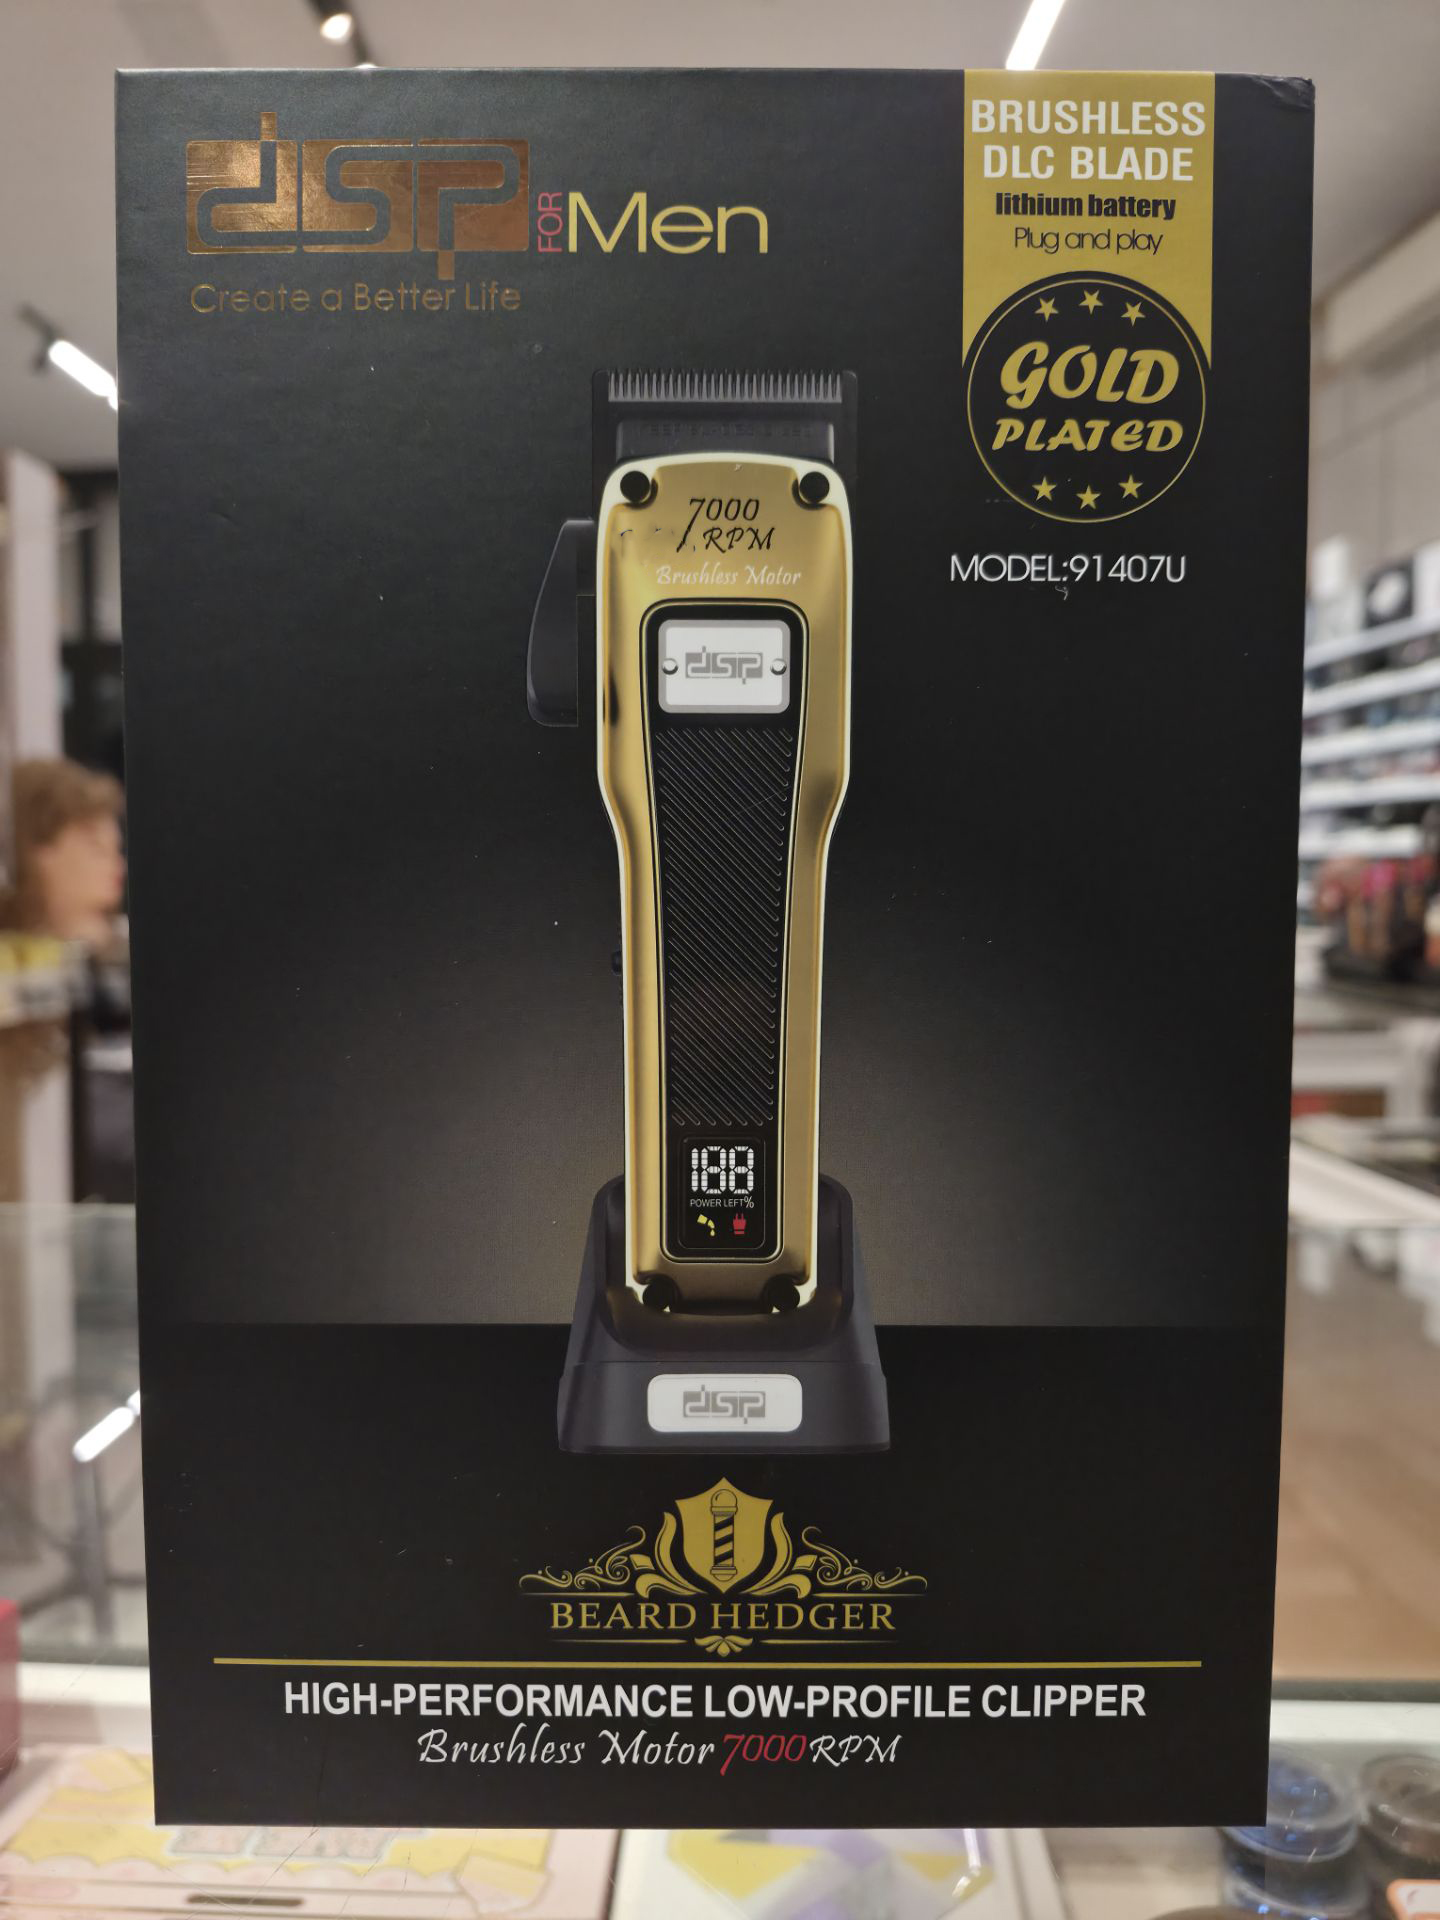 dsp FOR Men
Create a Better Life
BRUSHLESS
DLC BLADE
lithium battery
Plug and play
GOLD
PLATED
MODEL:91407U
7000
RPM
Brushless Motor
dsp
188
POWER LEFT%
dsp
BEARD HEDGER
HIGH-PERFORMANCE LOW-PROFILE CLIPPER
Brushless Motor 7000RPM